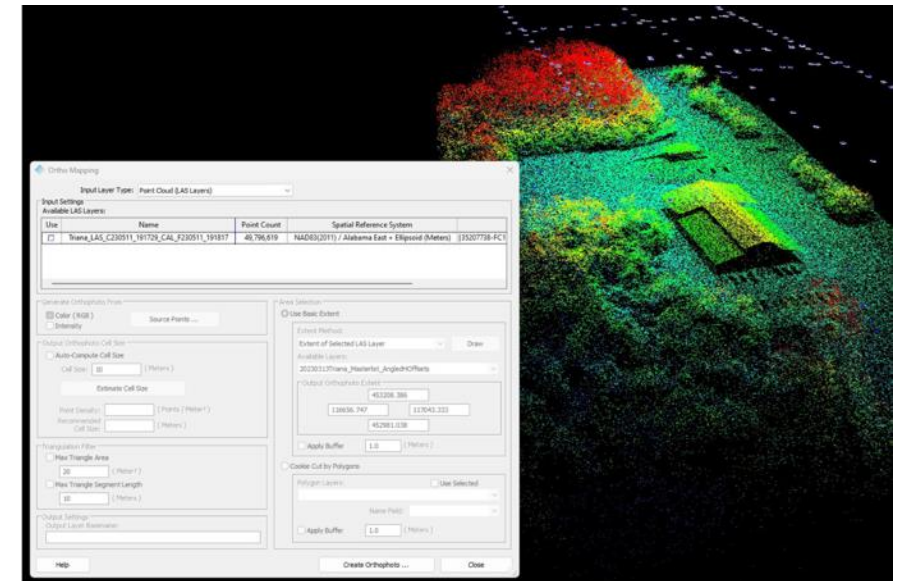 Ortho Mapping
Input Layer Type: Point Cloud (LAS Layers)
Input Settings
Available LAS Layers:
Use Name Point Count Spatial Reference System
Triana_LAS_C230511_191729_CAL_F230511_191817 49,796,619 NAD83(2011) / Alabama East + Ellipsoid (Meters) {35207738-FC1
Generate Orthophoto From
Color (RGB)
Intensity
Source Points ...
Output Orthophoto Cell Size
Auto-Compute Cell Size
Cell Size: 10 (Meters)
Estimate Cell Size
Point Density: (Points / Meter²)
Recommended
Cell Size: (Meters)
Triangulation Filter
Max Triangle Area
20 (Meter²)
Max Triangle Segment Length
10 (Meters)
Output Settings
Output Layer Basename:
Area Selection
Use Basic Extent
Extent Method:
Extent of Selected LAS Layer Draw
Available Layers:
Output Orthophoto Extent
453208.386
116656.747 117043.333
452981.038
Apply Buffer 1.0 (Meters)
Cookie Cut by Polygons
Polygon Layers: Use Selected
Name Field:
Apply Buffer 1.0 (Meters)
Help Create Orthophoto ... Close